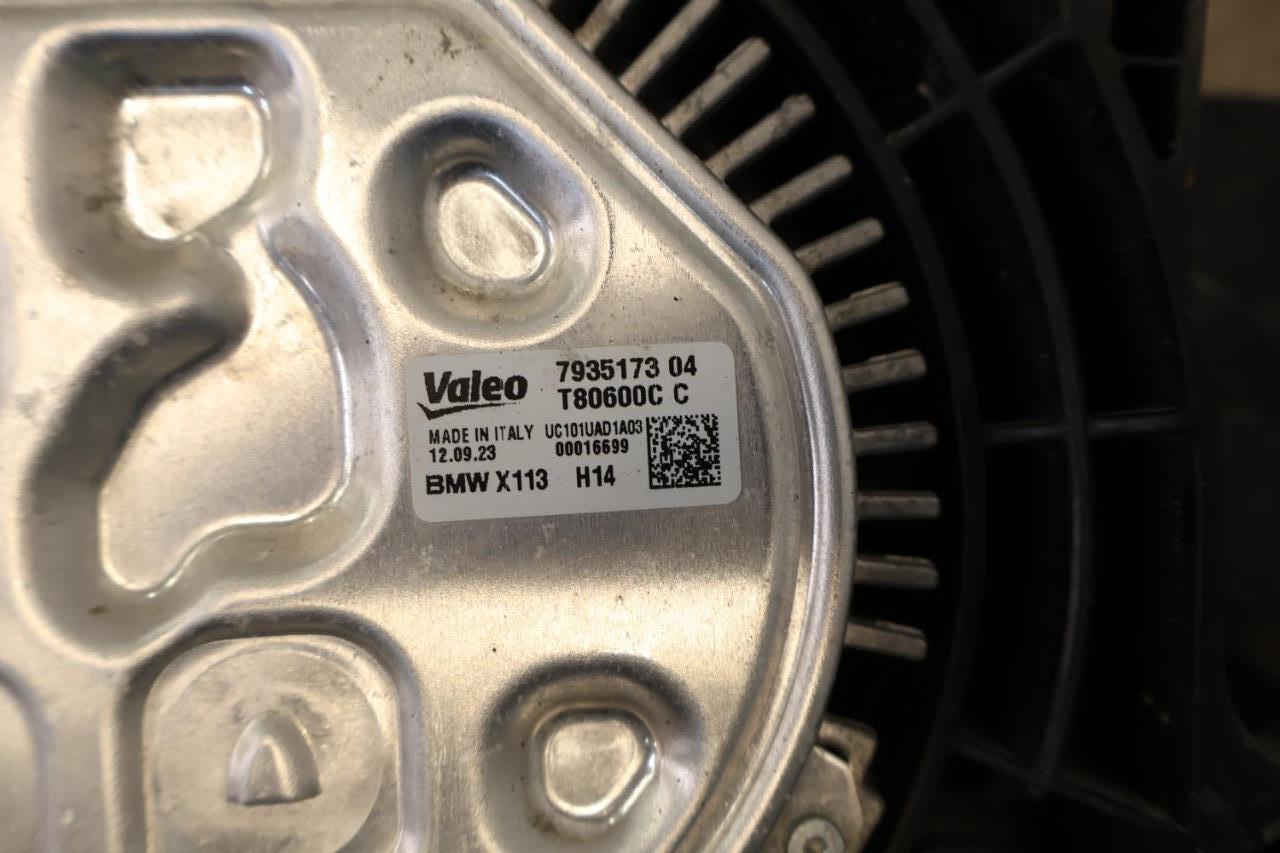 Valeo 7935173 04
T80600C C
MADE IN ITALY UC101UAD1A03
12.09.23 00016699
BMW X113 H14